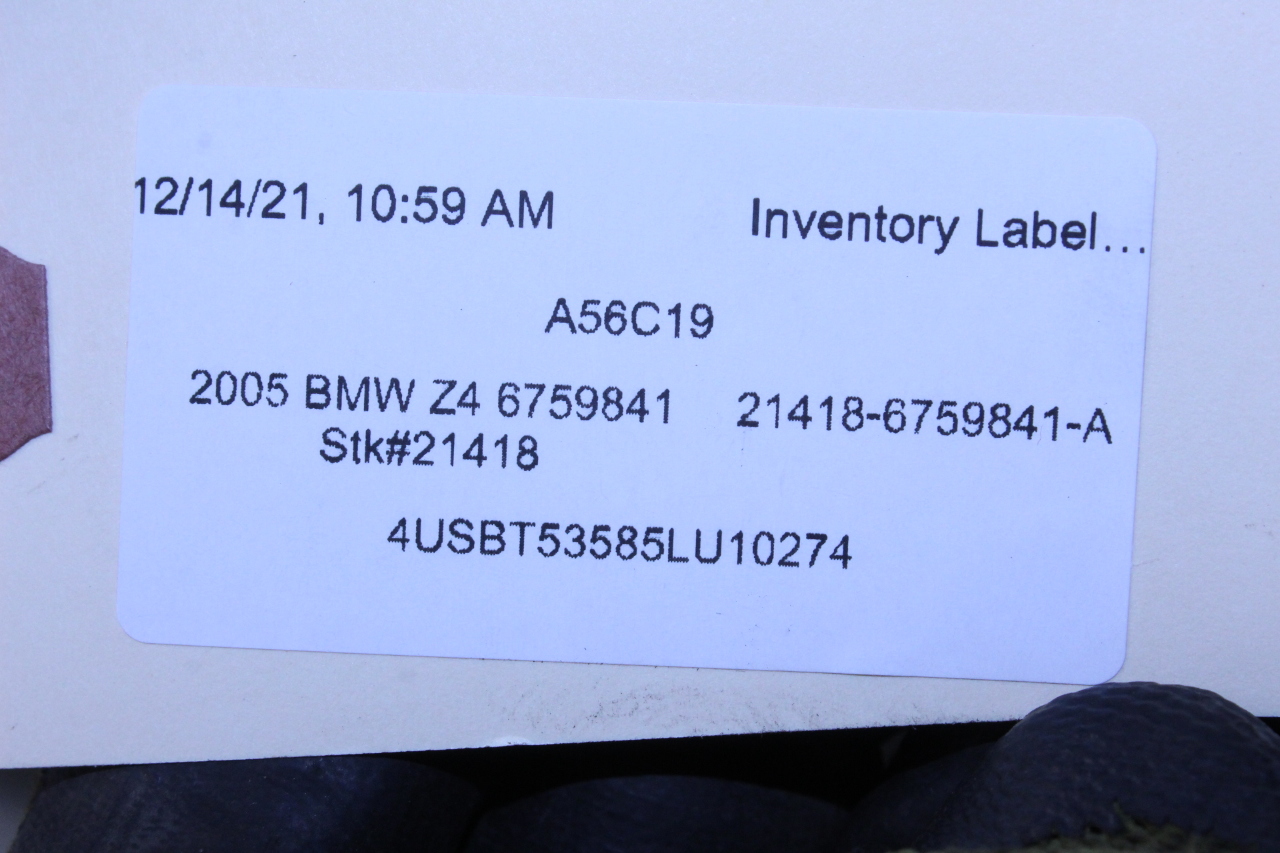 12/14/21, 10:59 AM Inventory Label...
A56C19
2005 BMW Z4 6759841 21418-6759841-A
Stk#21418
4USBT53585LU10274